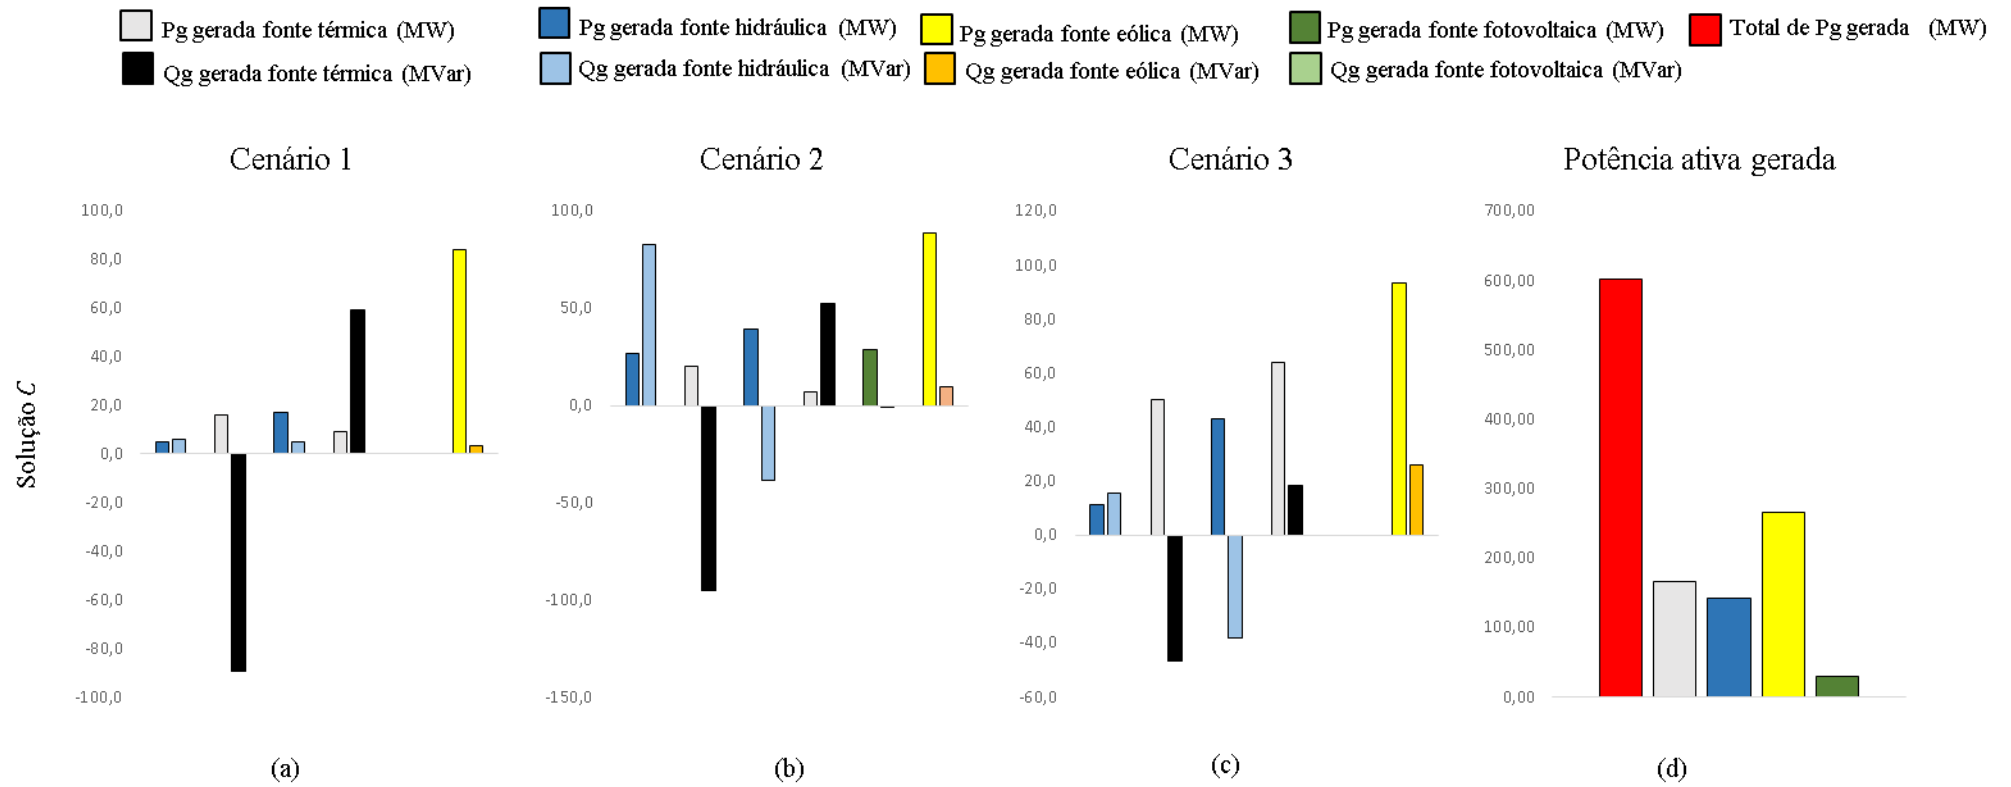 Pg gerada fonte térmica (MW)
Pg gerada fonte hidráulica (MW)
Pg gerada fonte eólica (MW)
Pg gerada fonte fotovoltaica (MW)
Total de Pg gerada (MW)
Qg gerada fonte térmica (MVar)
Qg gerada fonte hidráulica (MVar)
Qg gerada fonte eólica (MVar)
Qg gerada fonte fotovoltaica (MVar)
Solução C
Cenário 1
100,0
80,0
60,0
40,0
20,0
0,0
-20,0
-40,0
-60,0
-80,0
-100,0
(a)
Cenário 2
100,0
50,0
0,0
-50,0
-100,0
-150,0
(b)
Cenário 3
120,0
100,0
80,0
60,0
40,0
20,0
0,0
-20,0
-40,0
-60,0
(c)
Potência ativa gerada
700,00
600,00
500,00
400,00
300,00
200,00
100,00
0,00
(d)